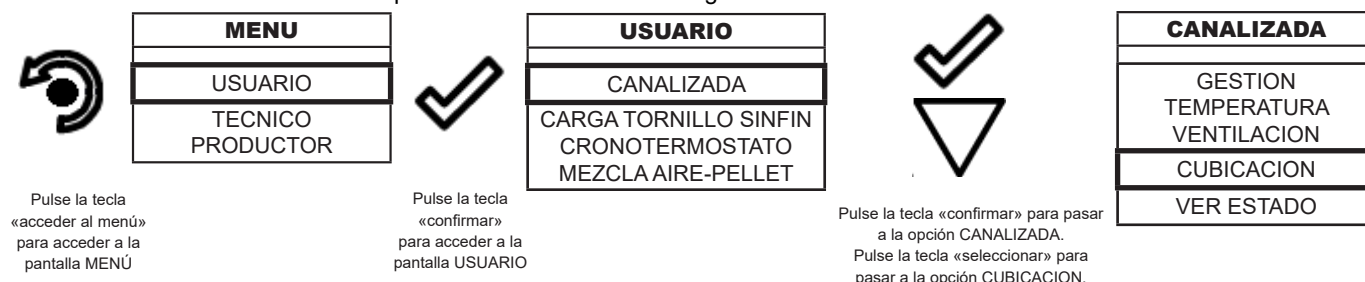 MENU
USUARIO
TECNICO
PRODUCTOR
Pulse la tecla
«acceder al menú»
para acceder a la
pantalla MENÚ
Pulse la tecla
«confirmar»
para acceder a la
pantalla USUARIO
USUARIO
CANALIZADA
CARGA TORNILLO SINFIN
CRONOTERMOSTATO
MEZCLA AIRE-PELLET
Pulse la tecla «confirmar» para pasar
a la opción CANALIZADA.
Pulse la tecla «seleccionar» para
pasar a la opción CUBICACION.
CANALIZADA
GESTION
TEMPERATURA
VENTILACION
CUBICACION
VER ESTADO